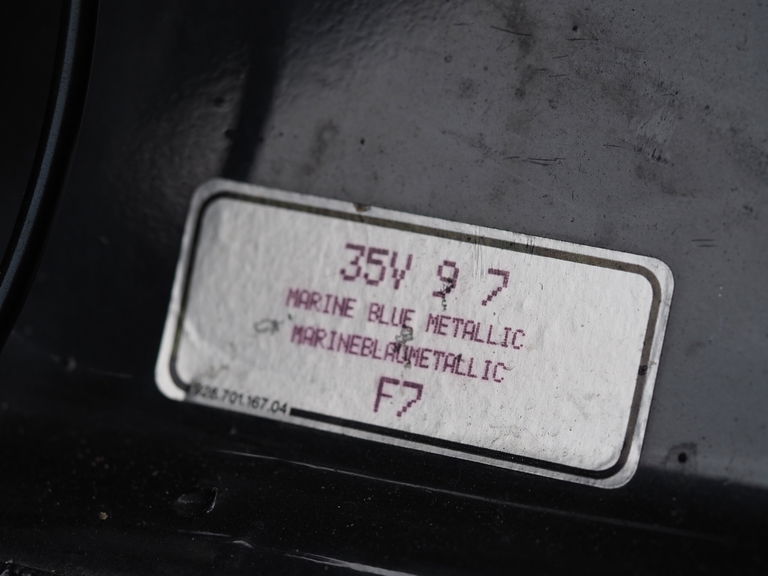 35V 9 7
MARINE BLUE METALLIC
MARINEBLAUMETALLIC
F7
928.701.167.04